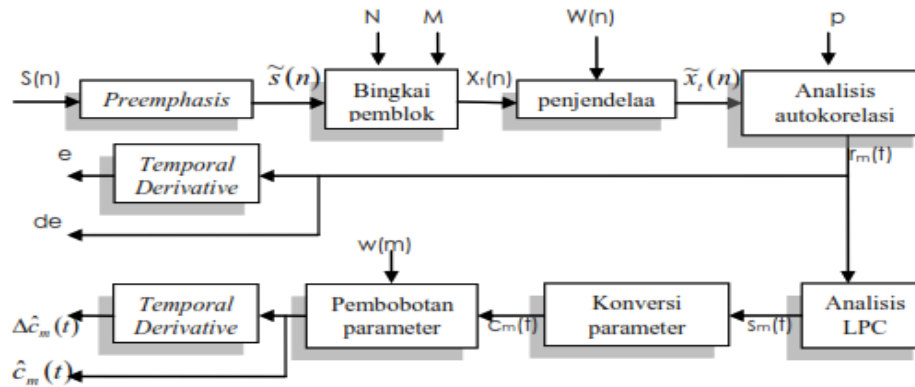 N M W(n) p
S(n) Preemphasis s̃(n) Bingkai pemblok Xₜ(n) penjendelaa x̃ₜ(n) Analisis autokorelasi
e Temporal Derivative rₘ(t)
de
w(m)
Δĉₘ(t) Temporal Derivative Pembobotan parameter cₘ(t) Konversi parameter sₘ(t) Analisis LPC
ĉₘ(t)